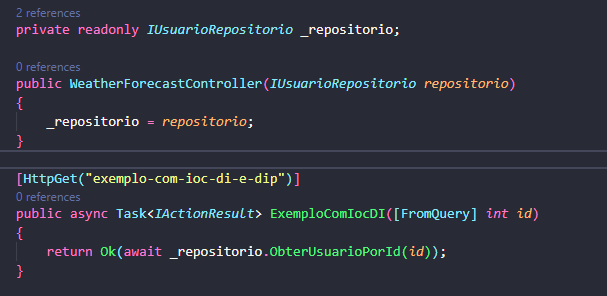 2 references
private readonly IUsuarioRepositorio _repositorio;
0 references
public WeatherForecastController(IUsuarioRepositorio repositorio)
{
    _repositorio = repositorio;
}
[HttpGet("exemplo-com-ioc-di-e-dip")]
0 references
public async Task<IActionResult> ExemploComIocDI([FromQuery] int id)
{
    return Ok(await _repositorio.ObterUsuarioPorId(id));
}